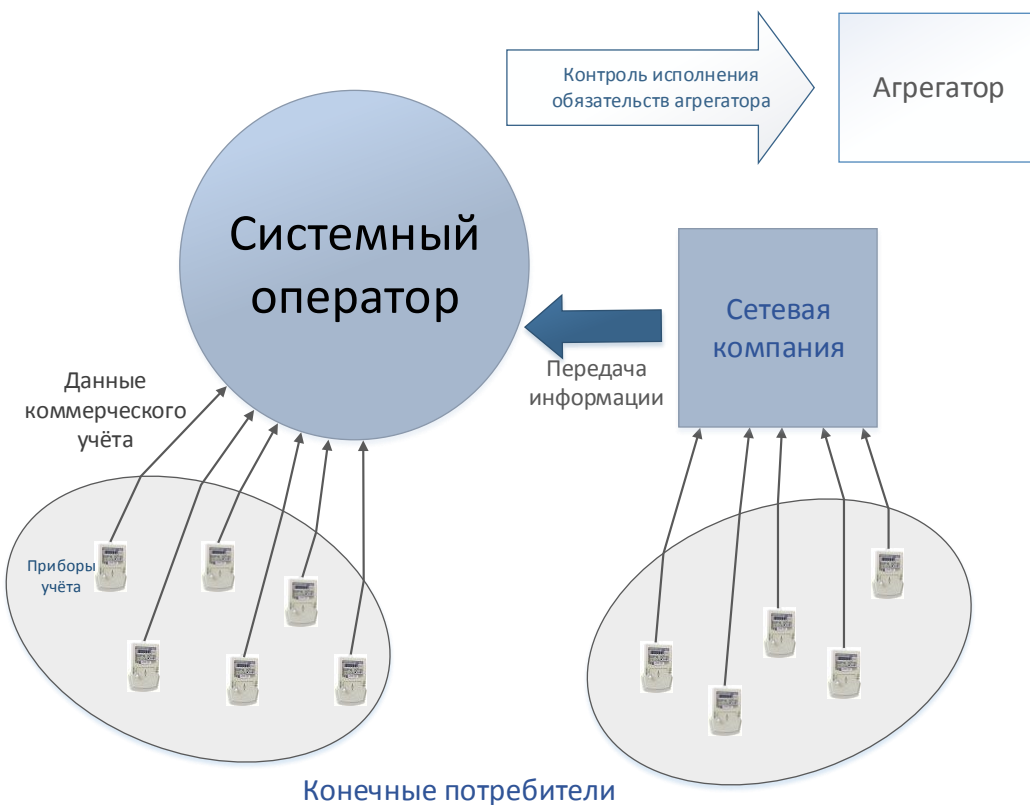 Контроль исполнения
обязательств агрегатора
Агрегатор
Системный
оператор
Сетевая
компания
Передача
информации
Данные
коммерческого
учёта
Приборы
учёта
Конечные потребители